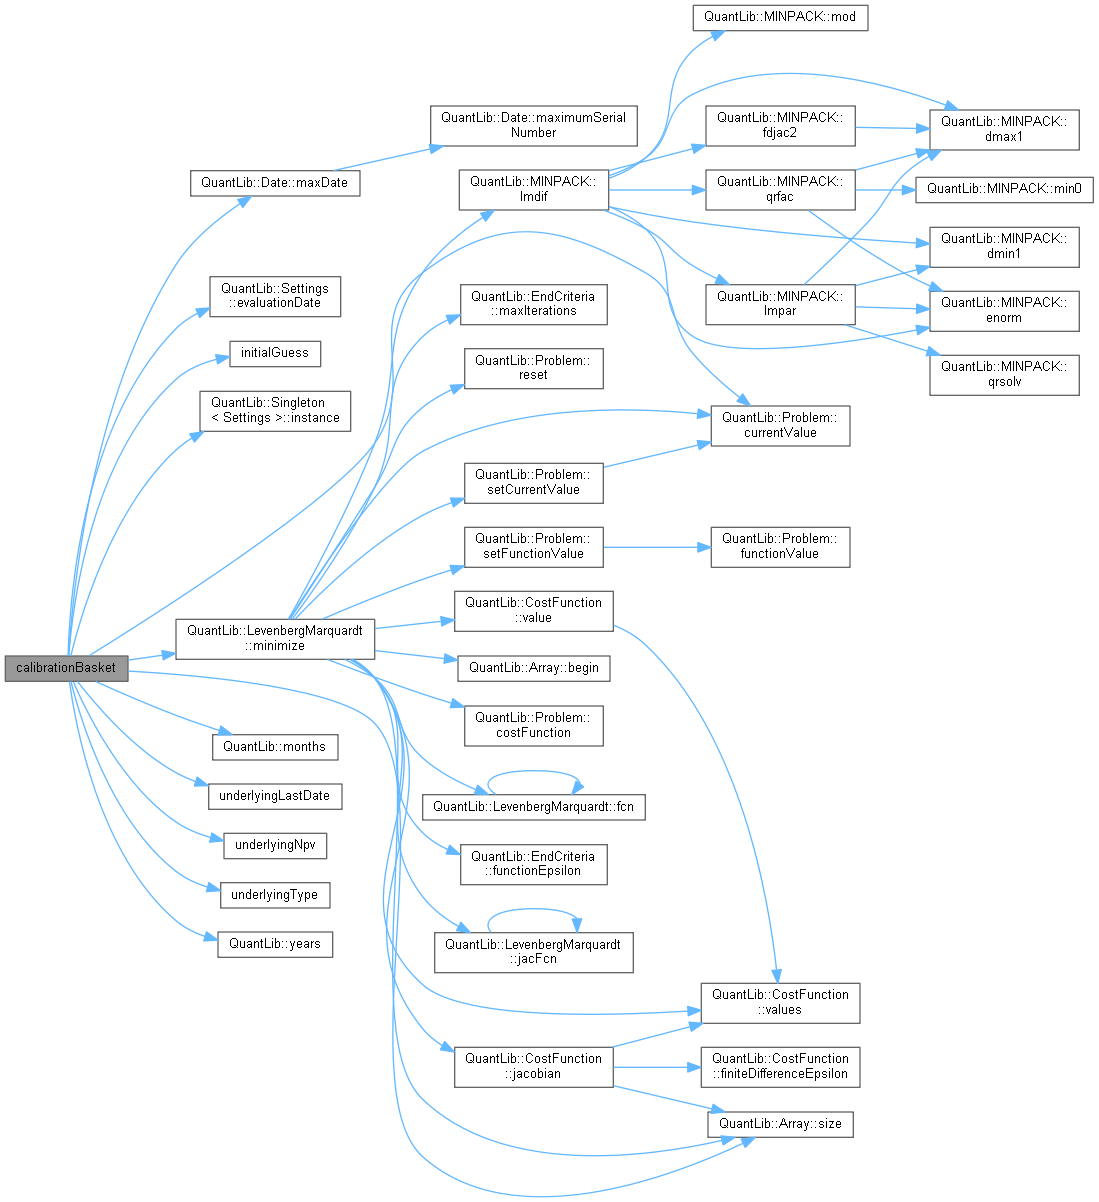 QuantLib::MINPACK::mod
QuantLib::Date::maximumSerial
Number
QuantLib::MINPACK::
fdjac2
QuantLib::MINPACK::
dmax1
QuantLib::Date::maxDate
QuantLib::MINPACK::
lmdif
QuantLib::MINPACK::
qrfac
QuantLib::MINPACK::min0
QuantLib::MINPACK::
dmin1
QuantLib::Settings
::evaluationDate
QuantLib::EndCriteria
::maxIterations
QuantLib::MINPACK::
lmpar
QuantLib::MINPACK::
enorm
initialGuess
QuantLib::Problem::
reset
QuantLib::MINPACK::
qrsolv
QuantLib::Singleton
< Settings >::instance
QuantLib::Problem::
currentValue
QuantLib::Problem::
setCurrentValue
QuantLib::Problem::
setFunctionValue
QuantLib::Problem::
functionValue
QuantLib::CostFunction
::value
QuantLib::LevenbergMarquardt
::minimize
calibrationBasket
QuantLib::Array::begin
QuantLib::Problem::
costFunction
QuantLib::months
underlyingLastDate
QuantLib::LevenbergMarquardt::fcn
underlyingNpv
QuantLib::EndCriteria
::functionEpsilon
underlyingType
QuantLib::years
QuantLib::LevenbergMarquardt
::jacFcn
QuantLib::CostFunction
::values
QuantLib::CostFunction
::jacobian
QuantLib::CostFunction
::finiteDifferenceEpsilon
QuantLib::Array::size